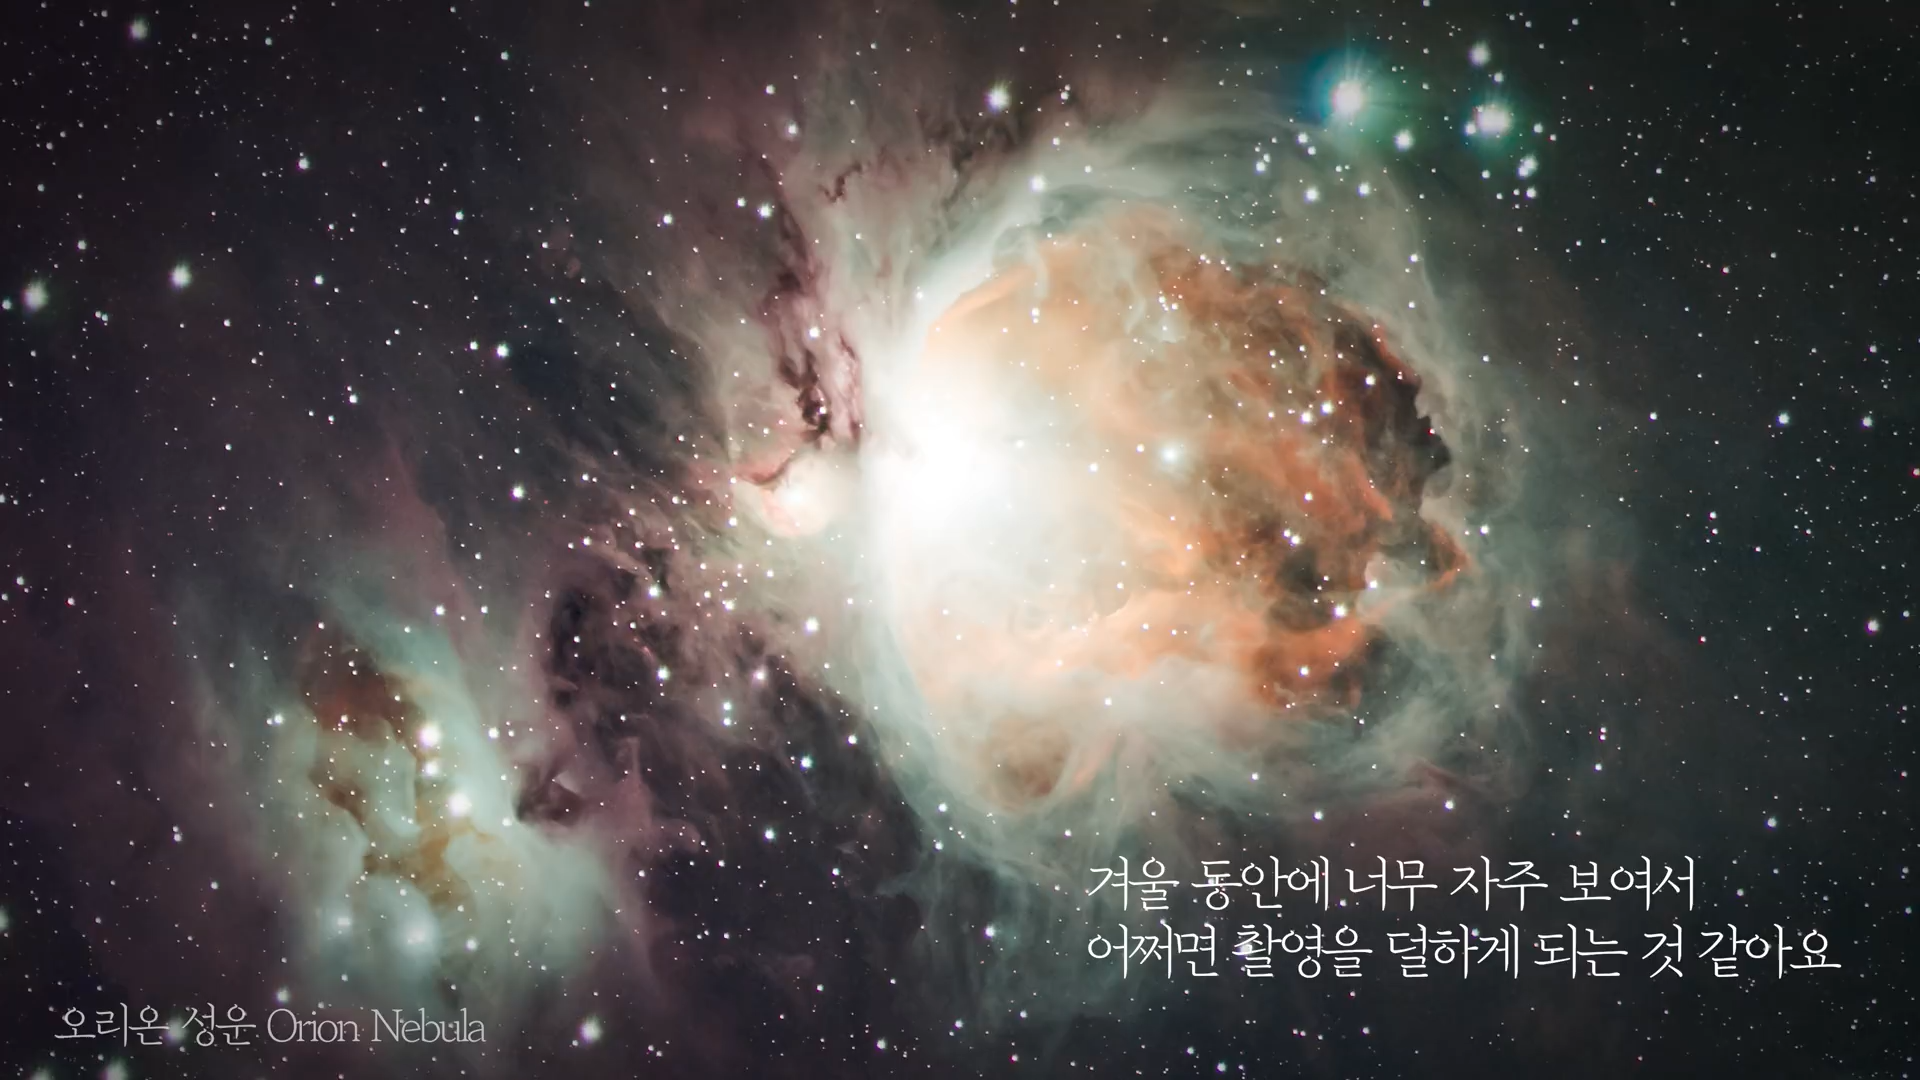 겨울 동안에 너무 자주 보여서
어쩌면 촬영을 덜하게 되는 것 같아요
오리온 성운 Orion Nebula